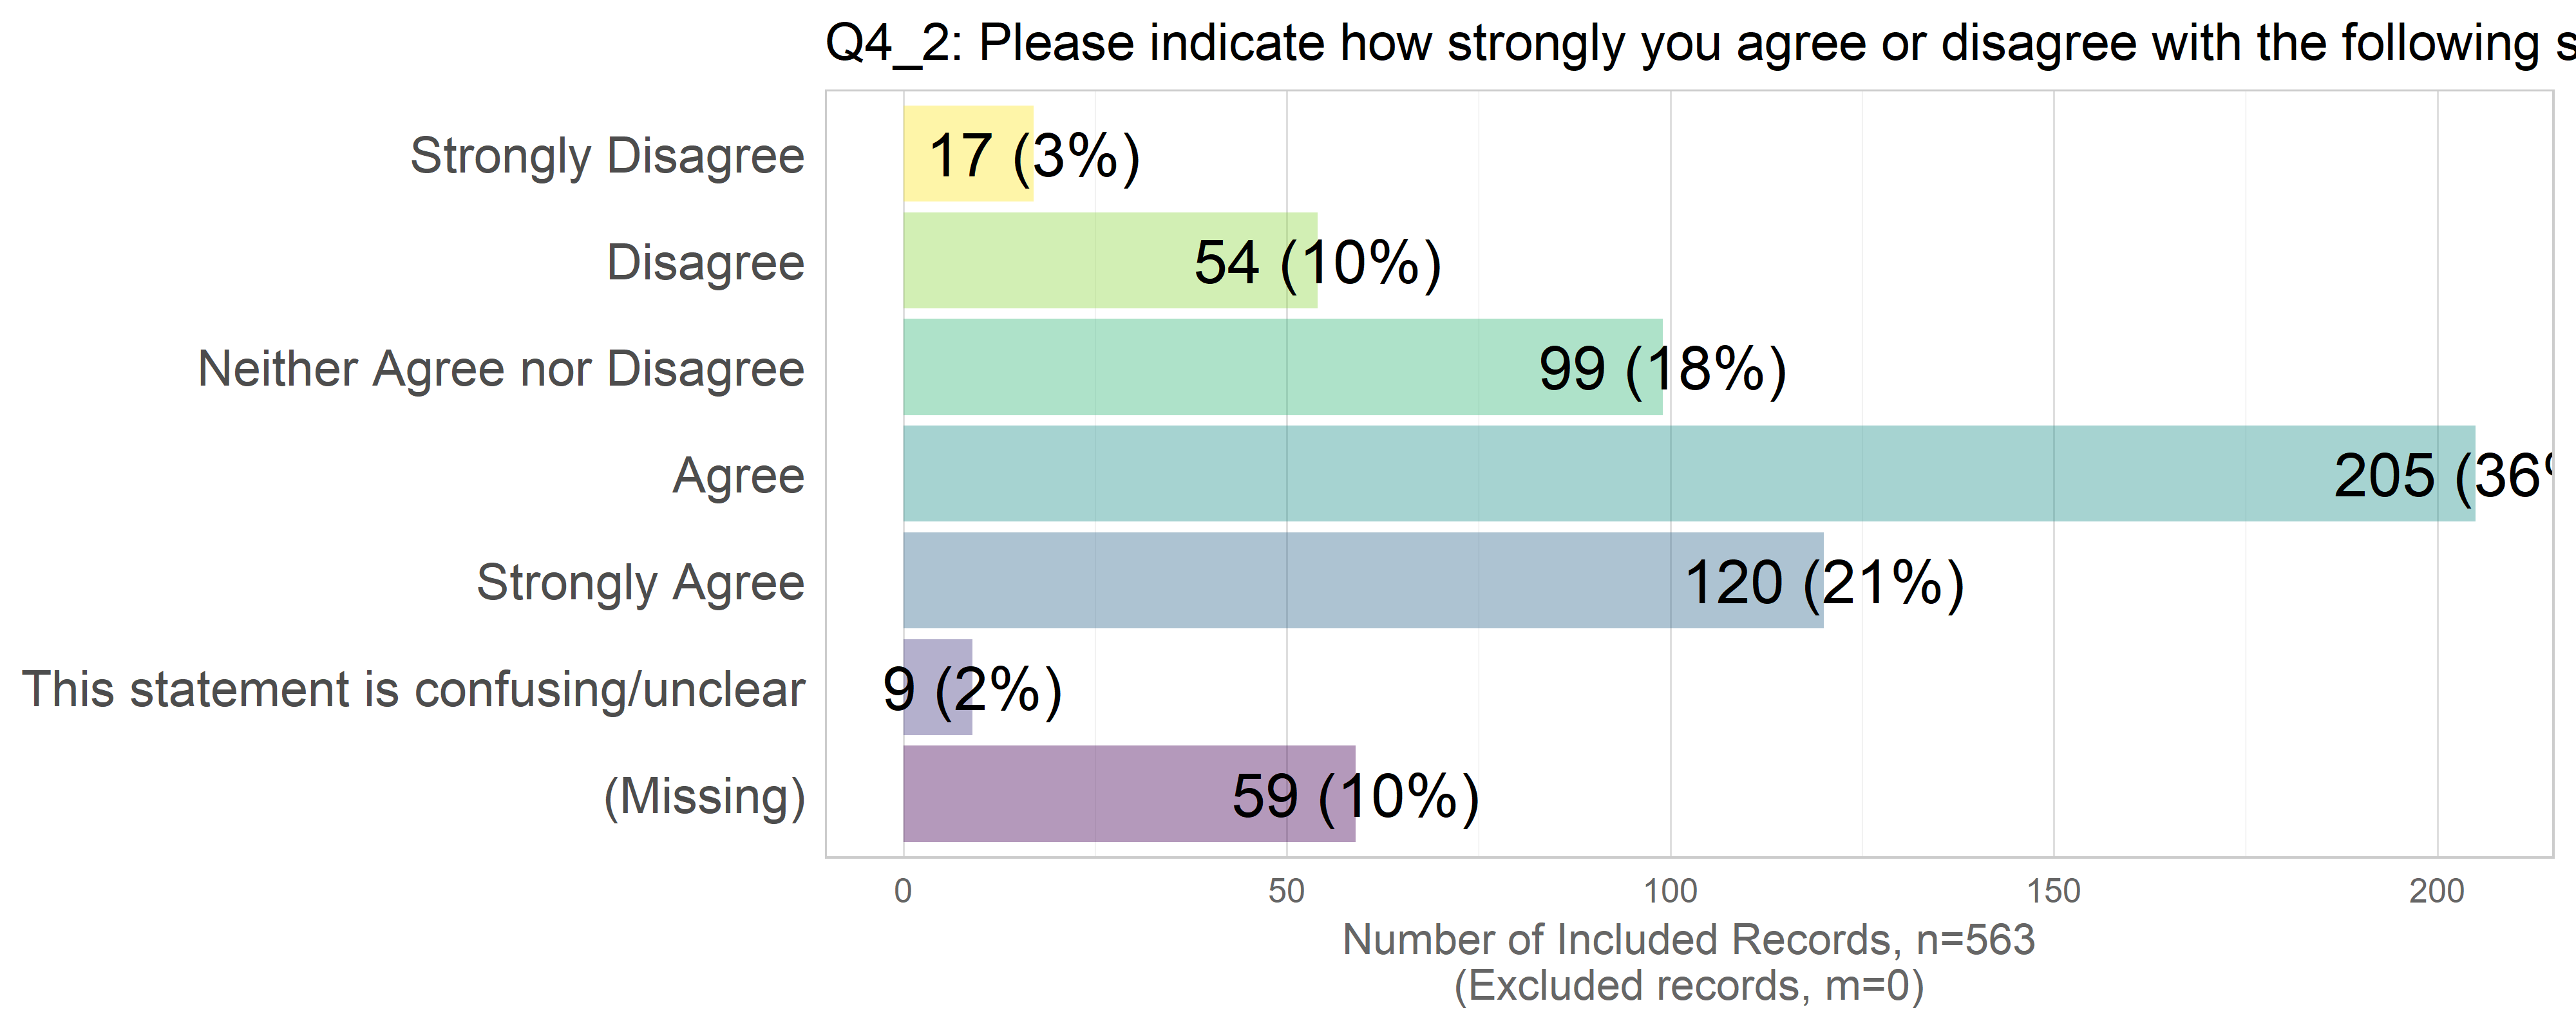 Q4_2: Please indicate how strongly you agree or disagree with the following s
Strongly Disagree 17 (3%)
Disagree 54 (10%)
Neither Agree nor Disagree 99 (18%)
Agree 205 (36%
Strongly Agree 120 (21%)
This statement is confusing/unclear 9 (2%)
(Missing) 59 (10%)
0 50 100 150 200
Number of Included Records, n=563
(Excluded records, m=0)